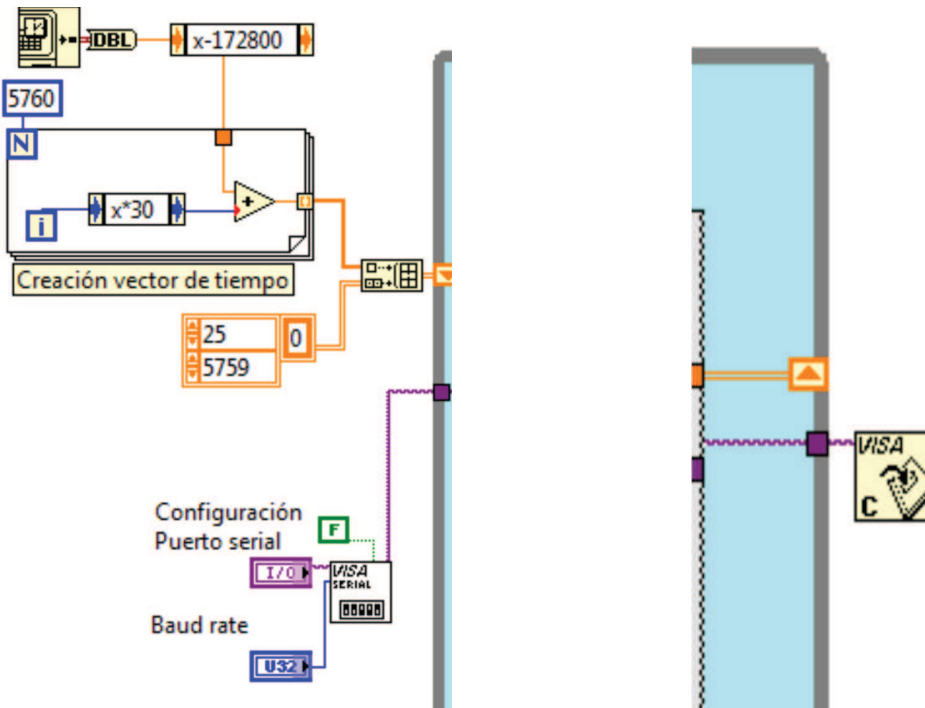 DBL
x-172800
5760
N
i
x*30
+
Creación vector de tiempo
25
0
5759
Configuración
Puerto serial
F
I/O
VISA
SERIAL
Baud rate
U32
VISA
C